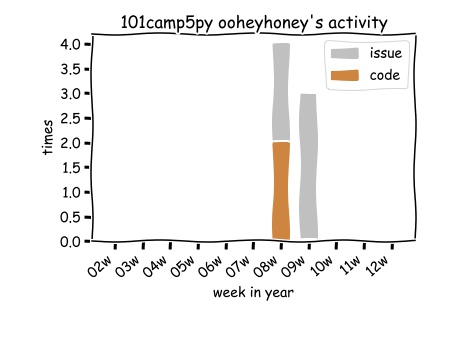 101camp5py ooheyhoney's activity
issue
code
4.0
3.5
3.0
2.5
2.0
1.5
1.0
0.5
0.0
times
02w 03w 04w 05w 06w 07w 08w 09w 10w 11w 12w
week in year